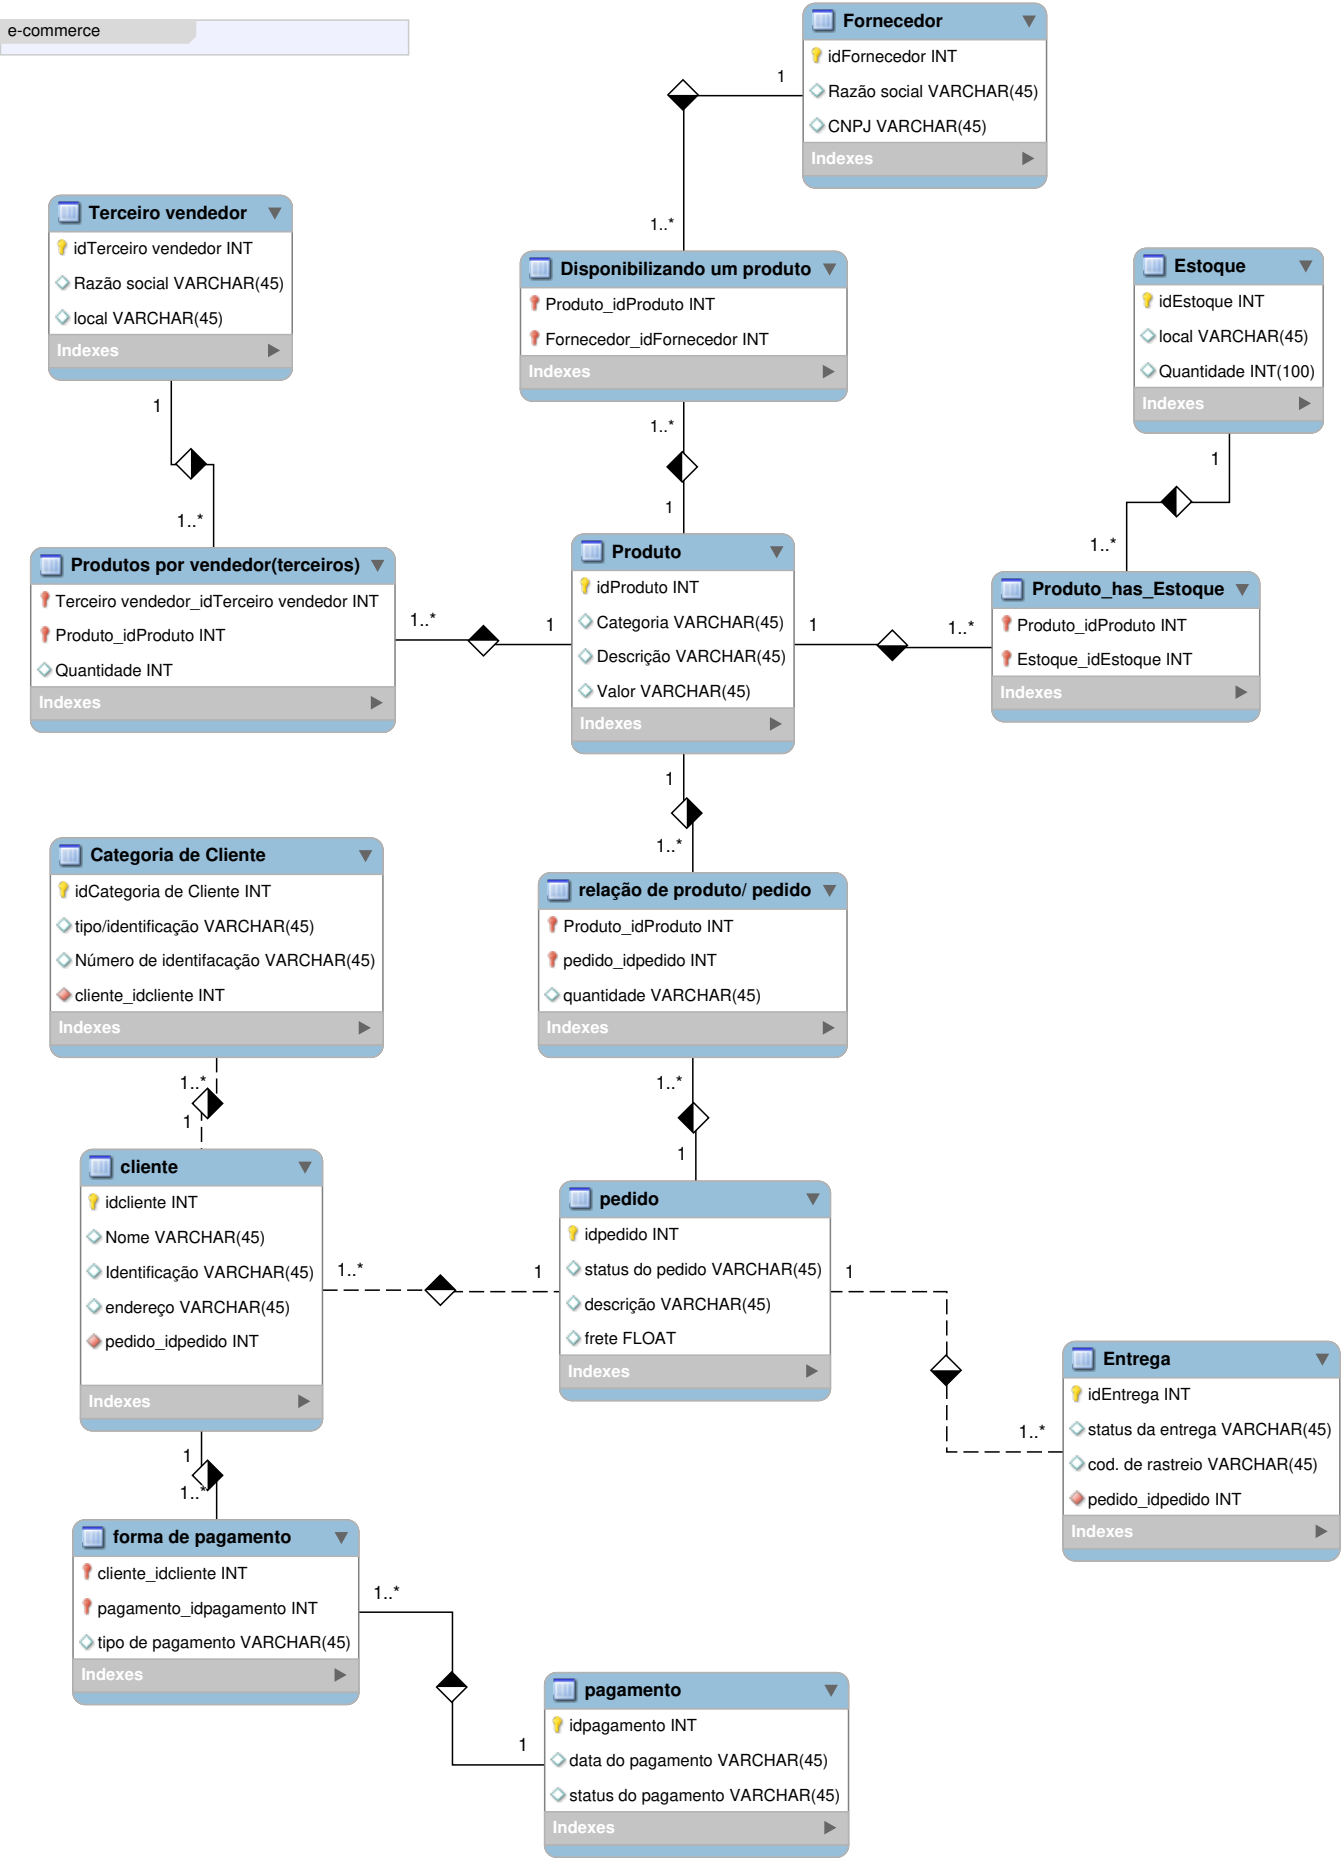 e-commerce
Fornecedor
idFornecedor INT
Razão social VARCHAR(45)
CNPJ VARCHAR(45)
Indexes
1
1..*
Terceiro vendedor
idTerceiro vendedor INT
Razão social VARCHAR(45)
local VARCHAR(45)
Indexes
1
1..*
Disponibilizando um produto
Produto_idProduto INT
Fornecedor_idFornecedor INT
Indexes
1..*
1
Estoque
idEstoque INT
local VARCHAR(45)
Quantidade INT(100)
Indexes
1
1..*
Produtos por vendedor(terceiros)
Terceiro vendedor_idTerceiro vendedor INT
Produto_idProduto INT
Quantidade INT
Indexes
1..*
1
Produto
idProduto INT
Categoria VARCHAR(45)
Descrição VARCHAR(45)
Valor VARCHAR(45)
Indexes
1
1..*
Produto_has_Estoque
Produto_idProduto INT
Estoque_idEstoque INT
Indexes
1
1..*
Categoria de Cliente
idCategoria de Cliente INT
tipo/identificação VARCHAR(45)
Número de identifacação VARCHAR(45)
cliente_idcliente INT
Indexes
1..*
1
relação de produto/ pedido
Produto_idProduto INT
pedido_idpedido INT
quantidade VARCHAR(45)
Indexes
1..*
1
cliente
idcliente INT
Nome VARCHAR(45)
Identificação VARCHAR(45)
endereço VARCHAR(45)
pedido_idpedido INT
Indexes
1..*
1
pedido
idpedido INT
status do pedido VARCHAR(45)
descrição VARCHAR(45)
frete FLOAT
Indexes
1
1..*
Entrega
idEntrega INT
status da entrega VARCHAR(45)
cod. de rastreio VARCHAR(45)
pedido_idpedido INT
Indexes
1
1..*
forma de pagamento
cliente_idcliente INT
pagamento_idpagamento INT
tipo de pagamento VARCHAR(45)
Indexes
1..*
1
pagamento
idpagamento INT
data do pagamento VARCHAR(45)
status do pagamento VARCHAR(45)
Indexes